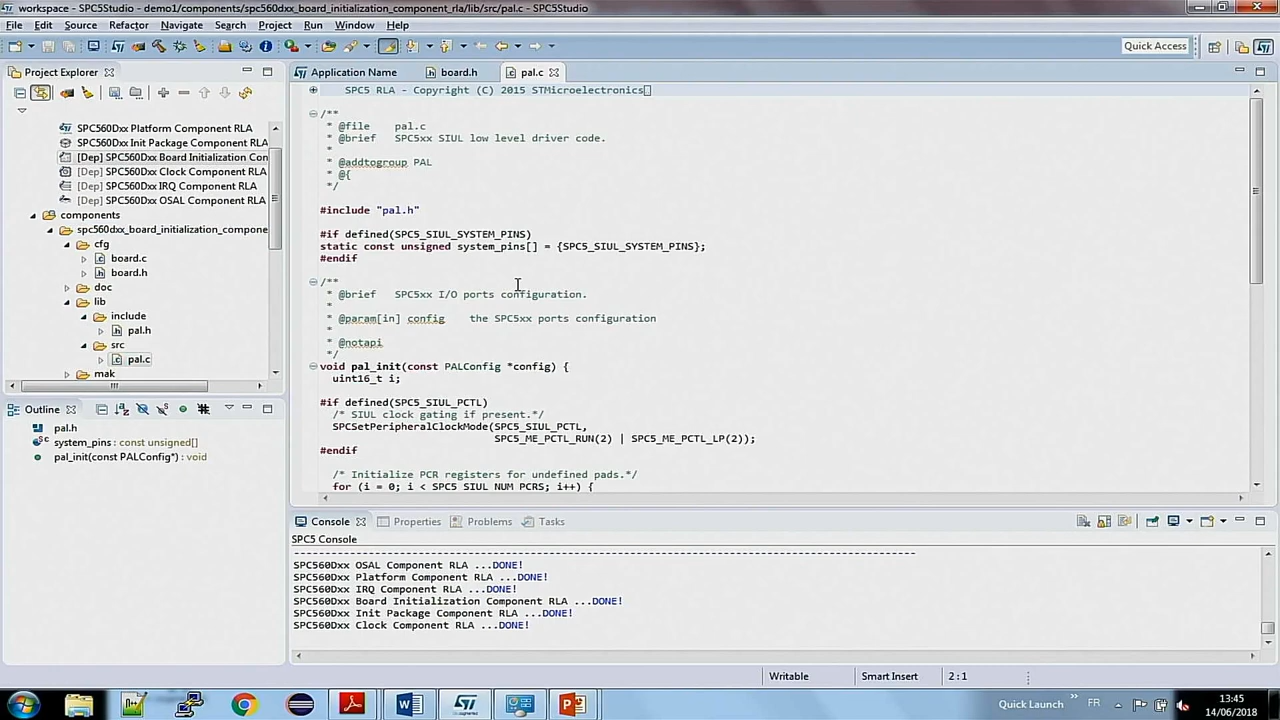 workspace - SPC5Studio - demo1/components/spc560dxx_board_initialization_component_rla/lib/src/pal.c - SPC5Studio
File Edit Source Refactor Navigate Search Project Run Window Help
Quick Access
Project Explorer
SPC560Dxx Platform Component RLA
SPC560Dxx Init Package Component RLA
[Dep] SPC560Dxx Board Initialization Con
[Dep] SPC560Dxx Clock Component RLA
[Dep] SPC560Dxx IRQ Component RLA
[Dep] SPC560Dxx OSAL Component RLA
components
spc560dxx_board_initialization_compone
cfg
board.c
board.h
doc
lib
include
pal.h
src
pal.c
mak
Outline
pal.h
system_pins : const unsigned[]
pal_init(const PALConfig*) : void
Application Name board.h pal.c
SPC5 RLA - Copyright (C) 2015 STMicroelectronics
/**
* @file pal.c
* @brief SPC5xx SIUL low level driver code.
*
* @addtogroup PAL
* @{
*/
#include "pal.h"
#if defined(SPC5_SIUL_SYSTEM_PINS)
static const unsigned system_pins[] = {SPC5_SIUL_SYSTEM_PINS};
#endif
/**
* @brief SPC5xx I/O ports configuration.
*
* @param[in] config the SPC5xx ports configuration
*
* @notapi
*/
void pal_init(const PALConfig *config) {
uint16_t i;
#if defined(SPC5_SIUL_PCTL)
/* SIUL clock gating if present.*/
SPCSetPeripheralClockMode(SPC5_SIUL_PCTL,
SPC5_ME_PCTL_RUN(2) | SPC5_ME_PCTL_LP(2));
#endif
/* Initialize PCR registers for undefined pads.*/
for (i = 0; i < SPC5_SIUL_NUM_PCRS; i++) {
Console Properties Problems Tasks
SPC5 Console
----------------------------------------------------------------------------------------------------
SPC560Dxx OSAL Component RLA ...DONE!
SPC560Dxx Platform Component RLA ...DONE!
SPC560Dxx IRQ Component RLA ...DONE!
SPC560Dxx Board Initialization Component RLA ...DONE!
SPC560Dxx Init Package Component RLA ...DONE!
SPC560Dxx Clock Component RLA ...DONE!
Writable Smart Insert 2 : 1
Quick Launch » FR 13:45
14/06/2018